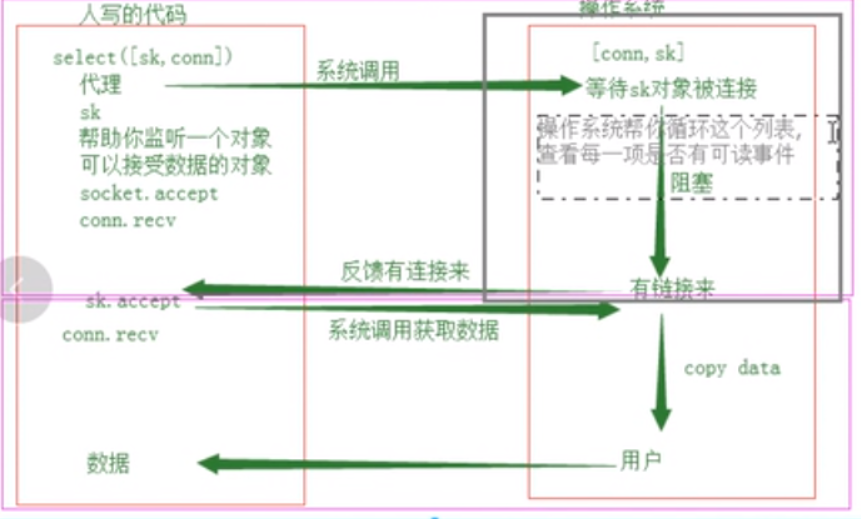 人写的代码
操作系统
select([sk,conn])
代理
sk
帮助你监听一个对象
可以接受数据的对象
socket.accept
conn.recv
系统调用
[conn,sk]
等待sk对象被连接
操作系统帮你循环这个列表,
查看每一项是否有可读事件
阻塞
反馈有连接来
有链接来
sk.accept
conn.recv
系统调用获取数据
copy data
数据
用户